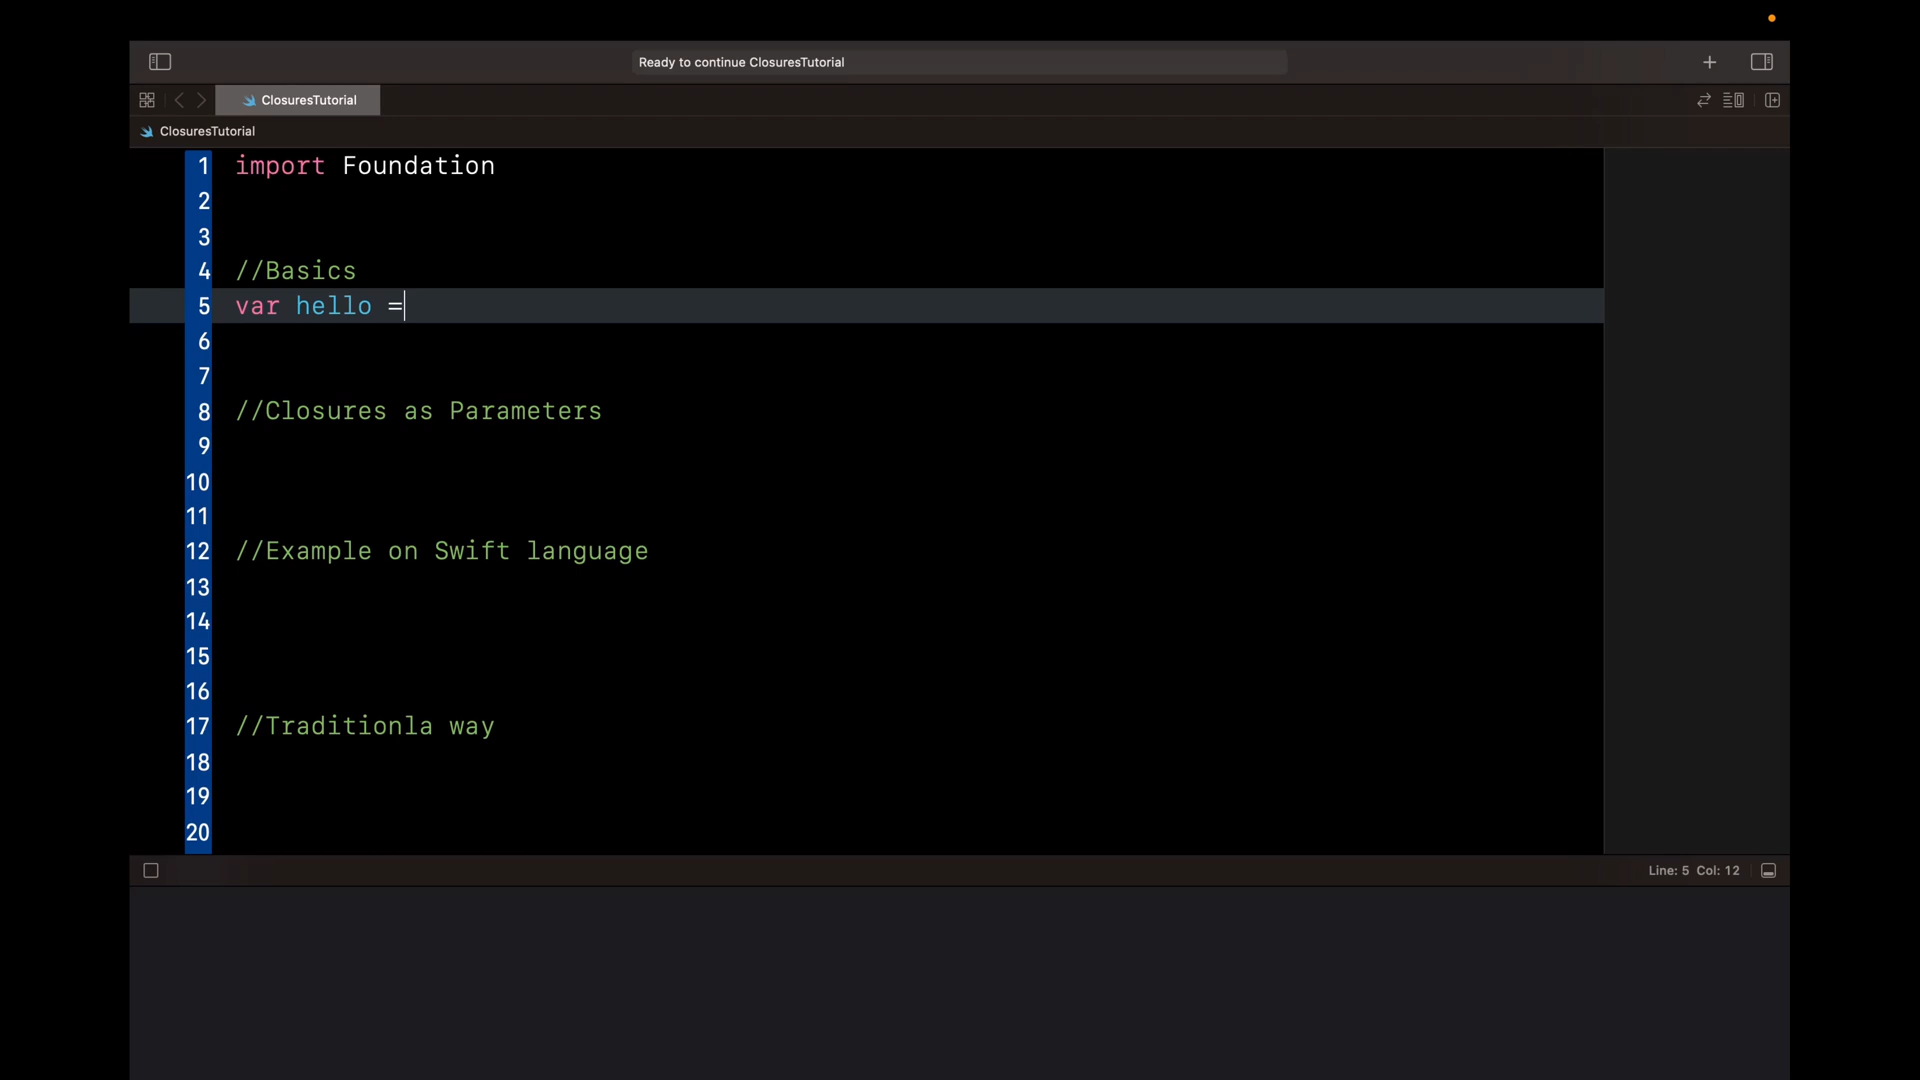 Ready to continue ClosuresTutorial
ClosuresTutorial
ClosuresTutorial
1 import Foundation
2
3
4 //Basics
5 var hello =
6
7
8 //Closures as Parameters
9
10
11
12 //Example on Swift language
13
14
15
16
17 //Traditionla way
18
19
20
Line: 5 Col: 12